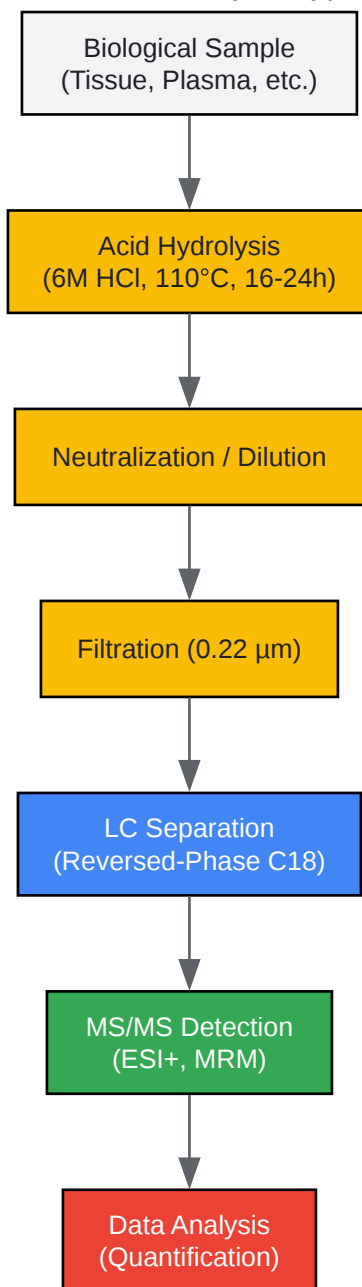 Biological Sample
(Tissue, Plasma, etc.)
Acid Hydrolysis
(6M HCl, 110°C, 16-24h)
Neutralization / Dilution
Filtration (0.22 µm)
LC Separation
(Reversed-Phase C18)
MS/MS Detection
(ESI+, MRM)
Data Analysis
(Quantification)